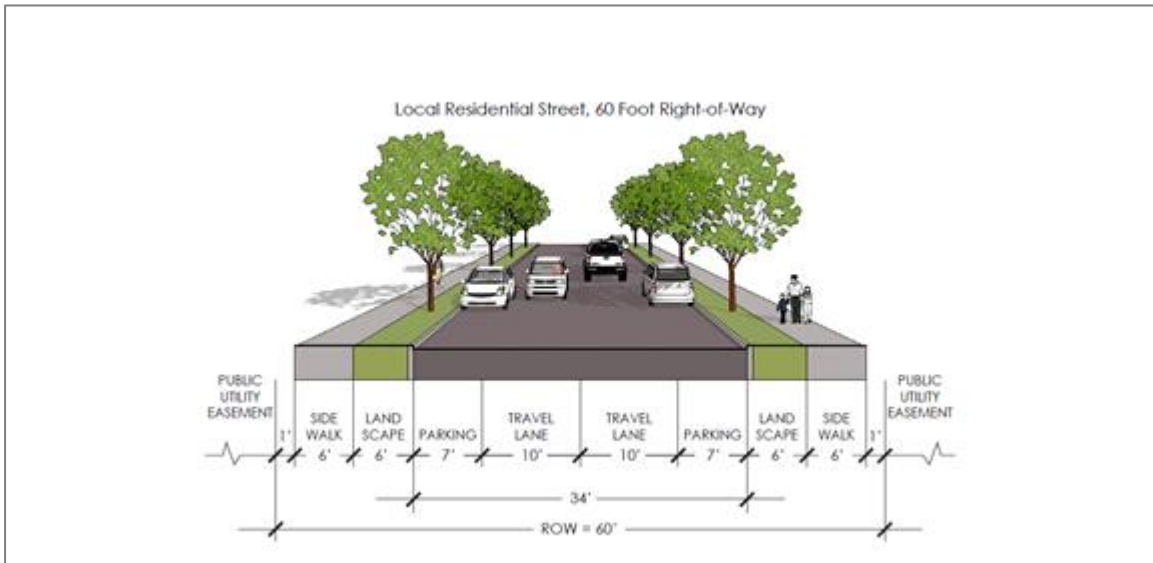 Local Residential Street, 60 Foot Right-of-Way
PUBLIC
UTILITY
EASEMENT
1'
SIDE
WALK
6'
LAND
SCAPE
6'
PARKING
7'
TRAVEL
LANE
10'
TRAVEL
LANE
10'
PARKING
7'
LAND
SCAPE
6'
SIDE
WALK
6'
1'
PUBLIC
UTILITY
EASEMENT
34'
ROW = 60'